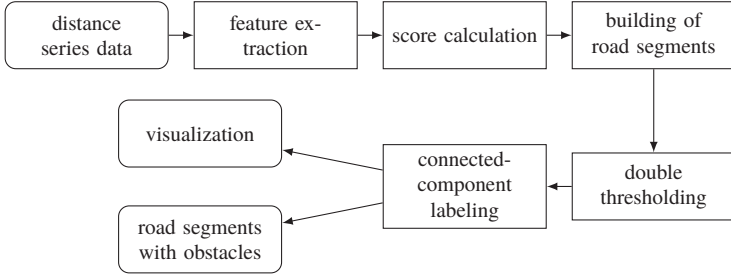 distance
series data
feature ex-
traction
score calculation
building of
road segments
visualization
connected-
component
labeling
double
thresholding
road segments
with obstacles